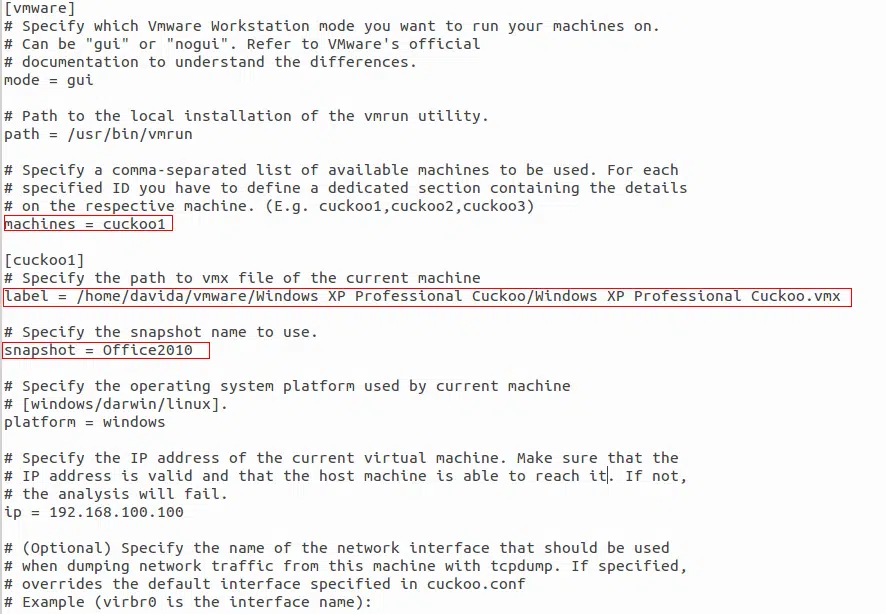 [vmware]
# Specify which Vmware Workstation mode you want to run your machines on.
# Can be "gui" or "nogui". Refer to VMware's official
# documentation to understand the differences.
mode = gui
# Path to the local installation of the vmrun utility.
path = /usr/bin/vmrun
# Specify a comma-separated list of available machines to be used. For each
# specified ID you have to define a dedicated section containing the details
# on the respective machine. (E.g. cuckoo1,cuckoo2,cuckoo3)
machines = cuckoo1
[cuckoo1]
# Specify the path to vmx file of the current machine
label = /home/davida/vmware/Windows XP Professional Cuckoo/Windows XP Professional Cuckoo.vmx
# Specify the snapshot name to use.
snapshot = Office2010
# Specify the operating system platform used by current machine
# [windows/darwin/linux].
platform = windows
# Specify the IP address of the current virtual machine. Make sure that the
# IP address is valid and that the host machine is able to reach it. If not,
# the analysis will fail.
ip = 192.168.100.100
# (Optional) Specify the name of the network interface that should be used
# when dumping network traffic from this machine with tcpdump. If specified,
# overrides the default interface specified in cuckoo.conf
# Example (virbr0 is the interface name):